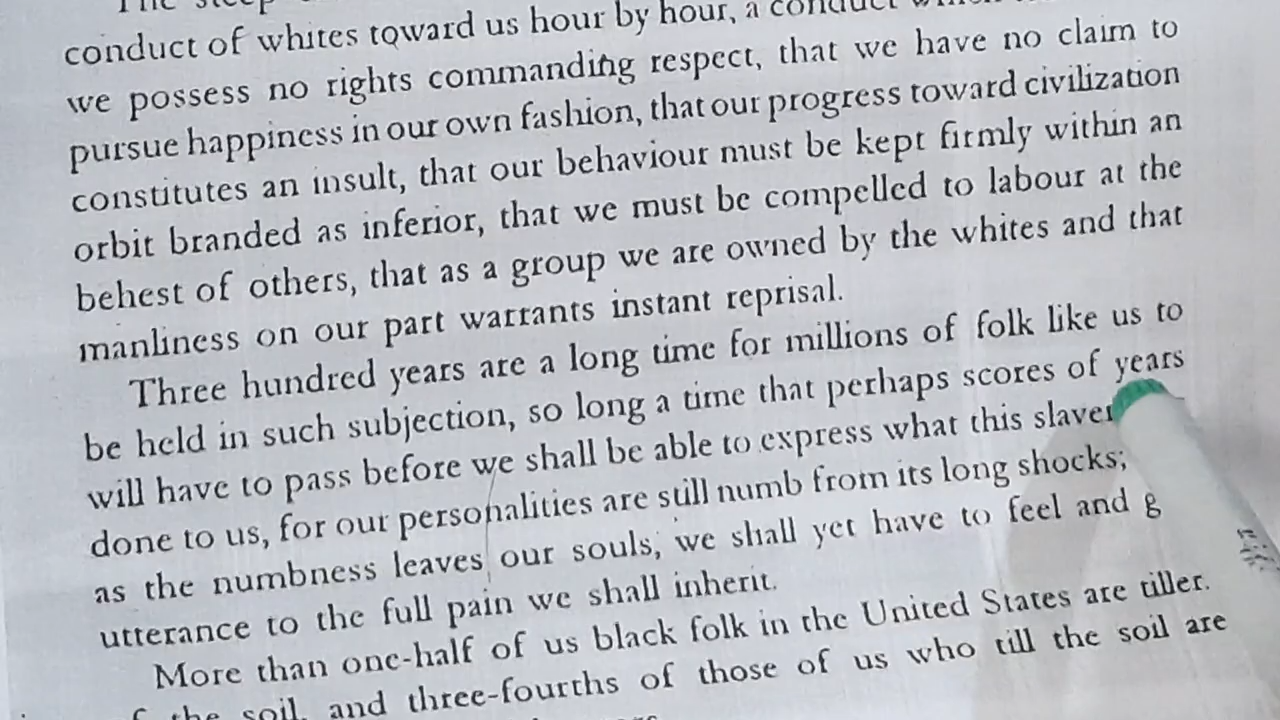 The steep
conduct of whites toward us hour by hour, a conduct
we possess no rights commanding respect, that we have no claim to
pursue happiness in our own fashion, that our progress toward civilization
constitutes an insult, that our behaviour must be kept firmly within an
orbit branded as inferior, that we must be compelled to labour at the
behest of others, that as a group we are owned by the whites and that
manliness on our part warrants instant reprisal.
Three hundred years are a long time for millions of folk like us to
be held in such subjection, so long a time that perhaps scores of years
will have to pass before we shall be able to express what this slaver
done to us, for our personalities are still numb from its long shocks;
as the numbness leaves our souls, we shall yet have to feel and g
utterance to the full pain we shall inherit.
More than one-half of us black folk in the United States are tiller.
the soil, and three-fourths of those of us who till the soil are